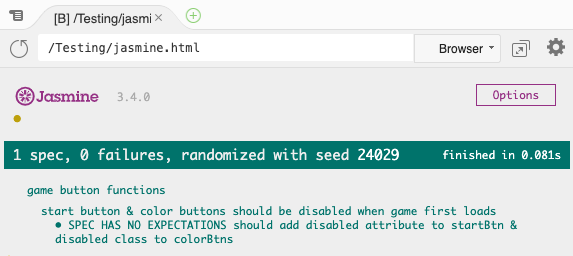 [B] /Testing/jasmi
/Testing/jasmine.html
Browser
Jasmine 3.4.0
Options
1 spec, 0 failures, randomized with seed 24029
finished in 0.081s
game button functions
start button & color buttons should be disabled when game first loads
• SPEC HAS NO EXPECTATIONS should add disabled attribute to startBtn &
disabled class to colorBtns